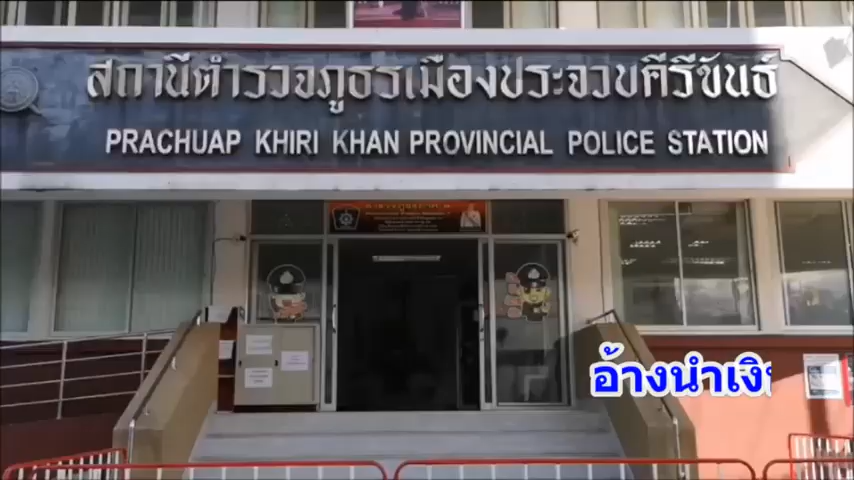 สถานีตำรวจภูธรเมืองประจวบคีรีขันธ์
PRACHUAP KHIRI KHAN PROVINCIAL POLICE STATION
อ้างนำเงิ